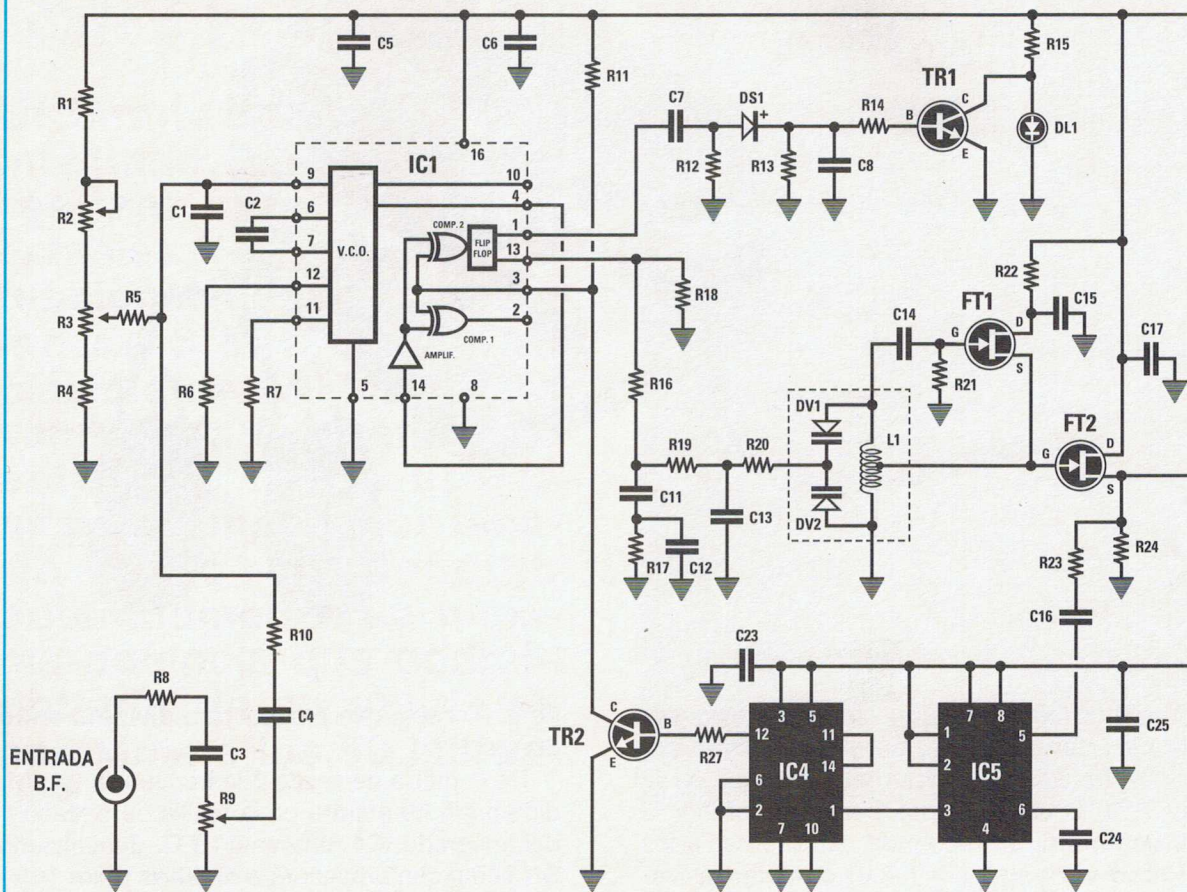 C5
C6
R11
R15
R1
TR1
C
B
E
DL1
C7
DS1
+
R14
R12
R13
C8
IC1
16
9
10
4
R2
C1
C2
6
7
V.C.O.
COMP. 2
FLIP
FLOP
1
13
3
12
11
2
COMP. 1
AMPLIF.
5
14
8
R3
R5
R4
R6
R7
R18
R16
R22
FT1
C14
G
D
S
C15
R21
C17
DV1
L1
DV2
FT2
G
D
S
R19
R20
C11
R17
C12
C13
R23
R24
C16
R10
R8
C4
C3
R9
ENTRADA
B.F.
TR2
C
B
E
R27
C23
3
5
12
11
14
6
2
1
7
10
IC4
7
8
1
2
5
IC5
3
6
4
C25
C24